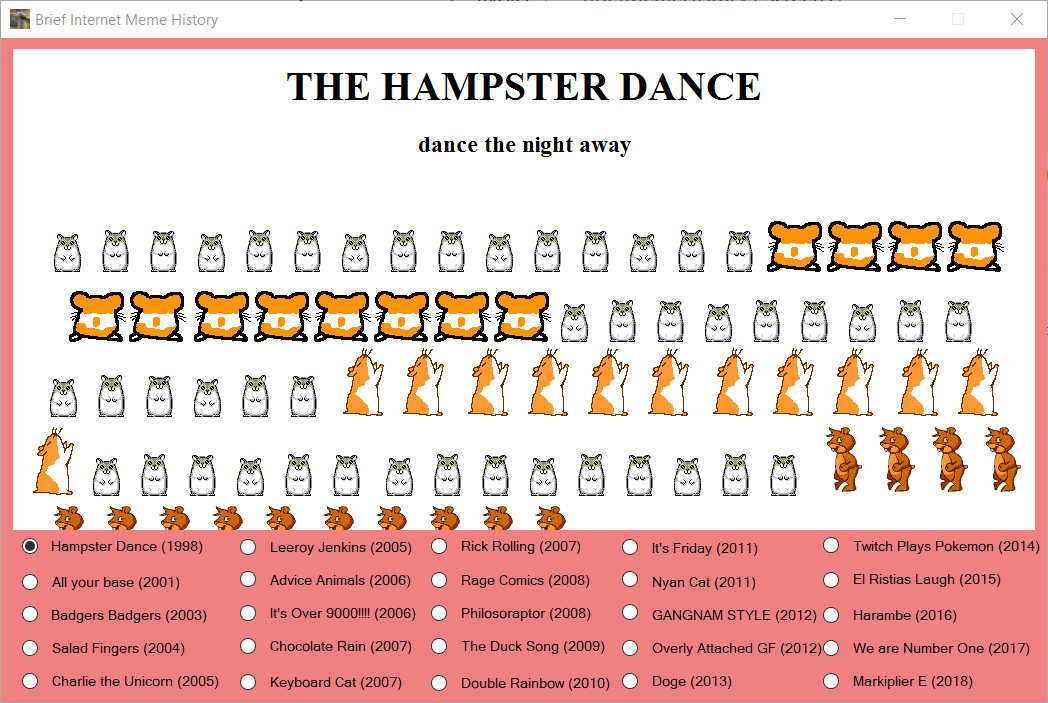 Brief Internet Meme History
THE HAMPSTER DANCE
dance the night away
Hampster Dance (1998)
All your base (2001)
Badgers Badgers (2003)
Salad Fingers (2004)
Charlie the Unicorn (2005)
Leeroy Jenkins (2005)
Advice Animals (2006)
It's Over 9000!!!! (2006)
Chocolate Rain (2007)
Keyboard Cat (2007)
Rick Rolling (2007)
Rage Comics (2008)
Philosoraptor (2008)
The Duck Song (2009)
Double Rainbow (2010)
It's Friday (2011)
Nyan Cat (2011)
GANGNAM STYLE (2012)
Overly Attached GF (2012)
Doge (2013)
Twitch Plays Pokemon (2014)
El Ristias Laugh (2015)
Harambe (2016)
We are Number One (2017)
Markiplier E (2018)